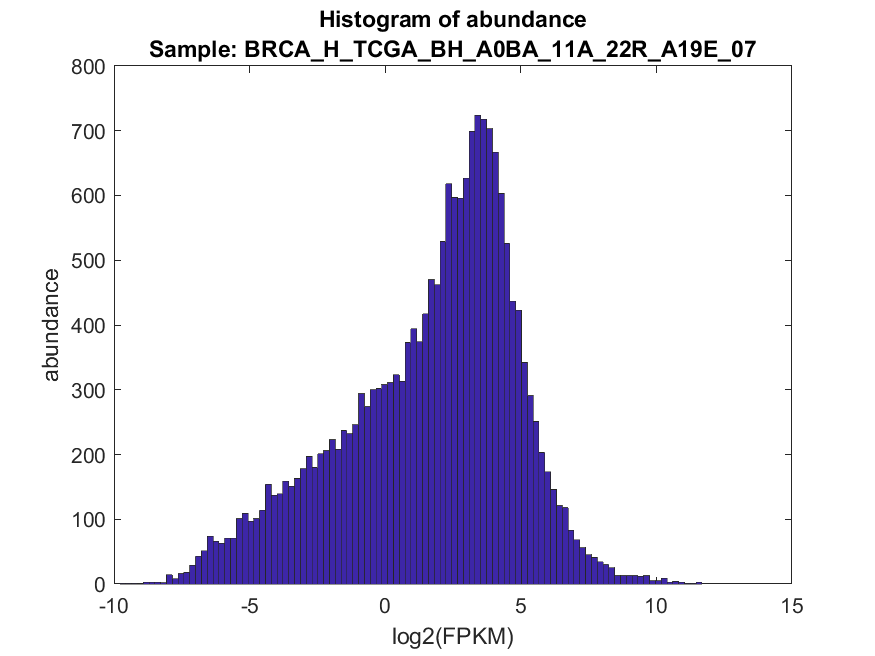 Histogram of abundance
Sample: BRCA_H_TCGA_BH_A0BA_11A_22R_A19E_07
800
700
600
500
400
300
200
100
0
abundance
-10 -5 0 5 10 15
log2(FPKM)